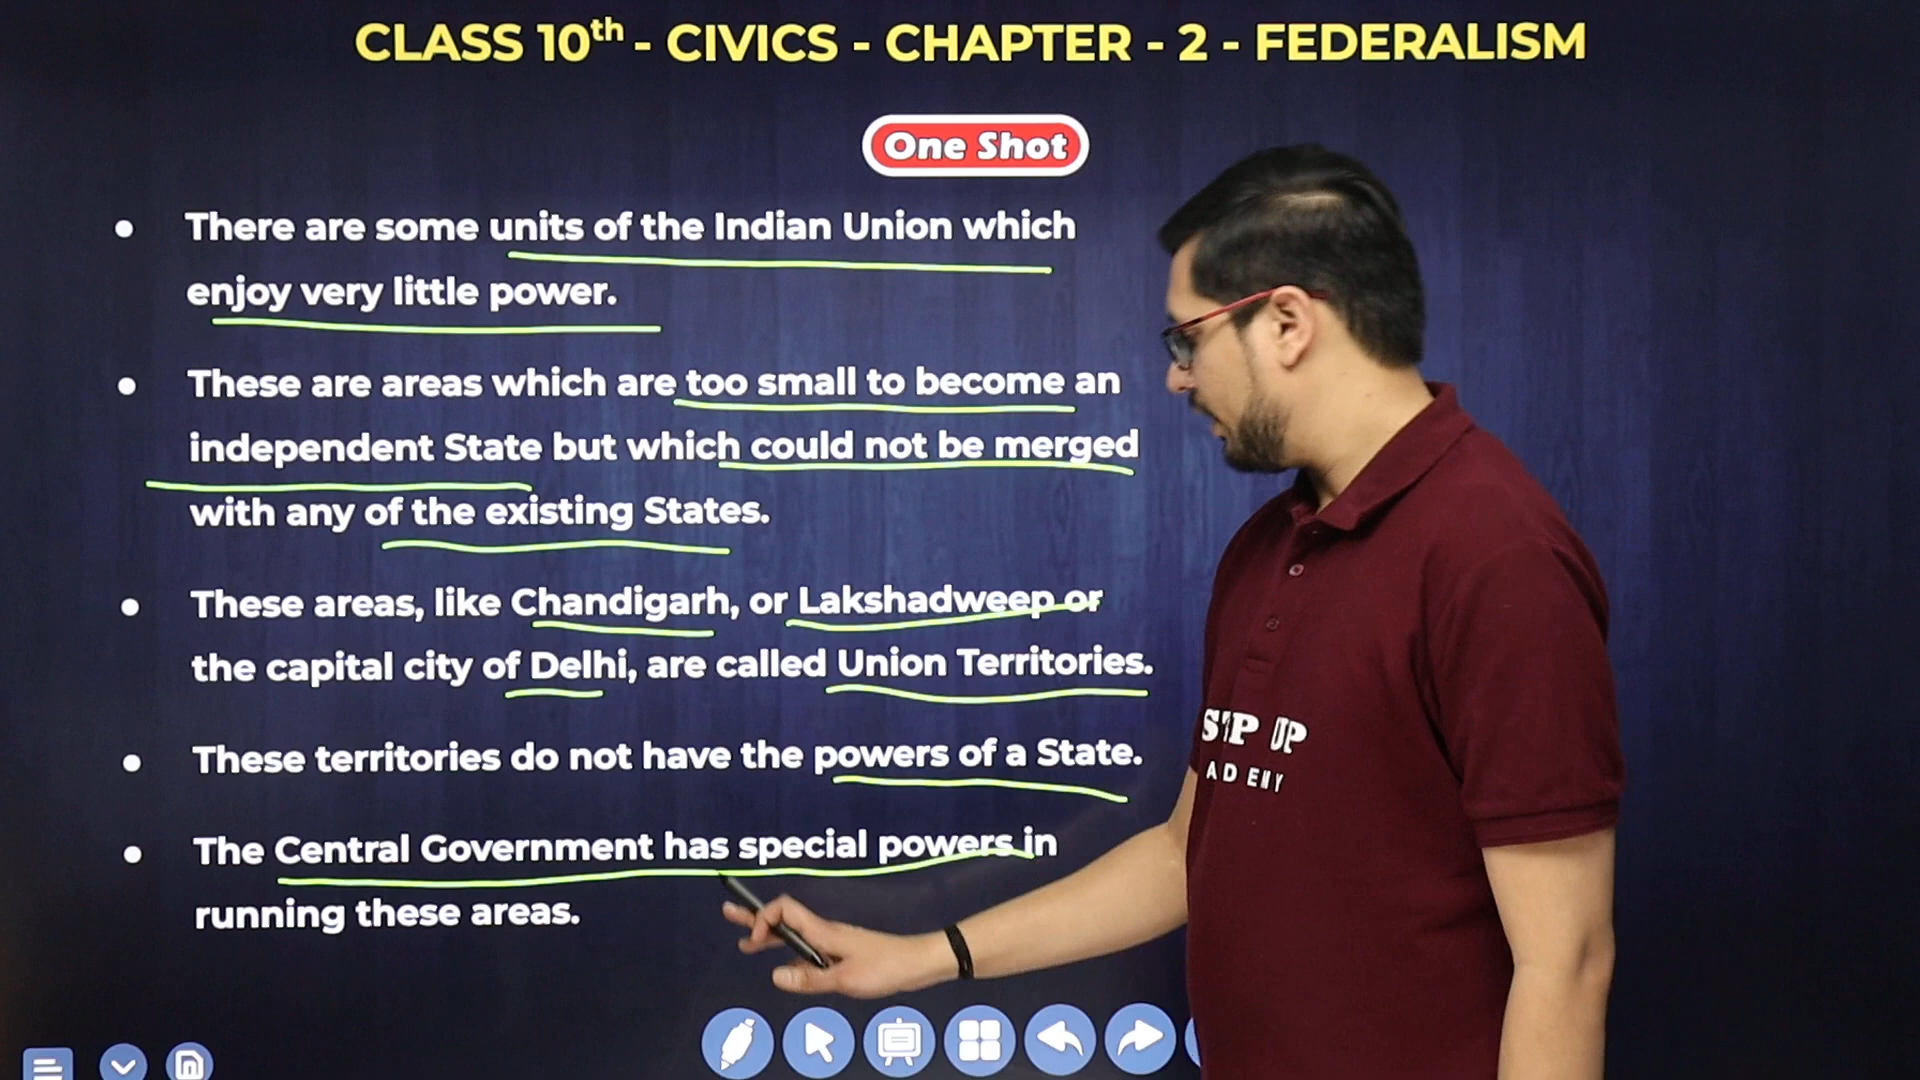 CLASS 10th - CIVICS - CHAPTER - 2 - FEDERALISM
One Shot
• There are some units of the Indian Union which
enjoy very little power.
• These are areas which are too small to become an
independent State but which could not be merged
with any of the existing States.
• These areas, like Chandigarh, or Lakshadweep or
the capital city of Delhi, are called Union Territories.
• These territories do not have the powers of a State.
• The Central Government has special powers in
running these areas.
UP